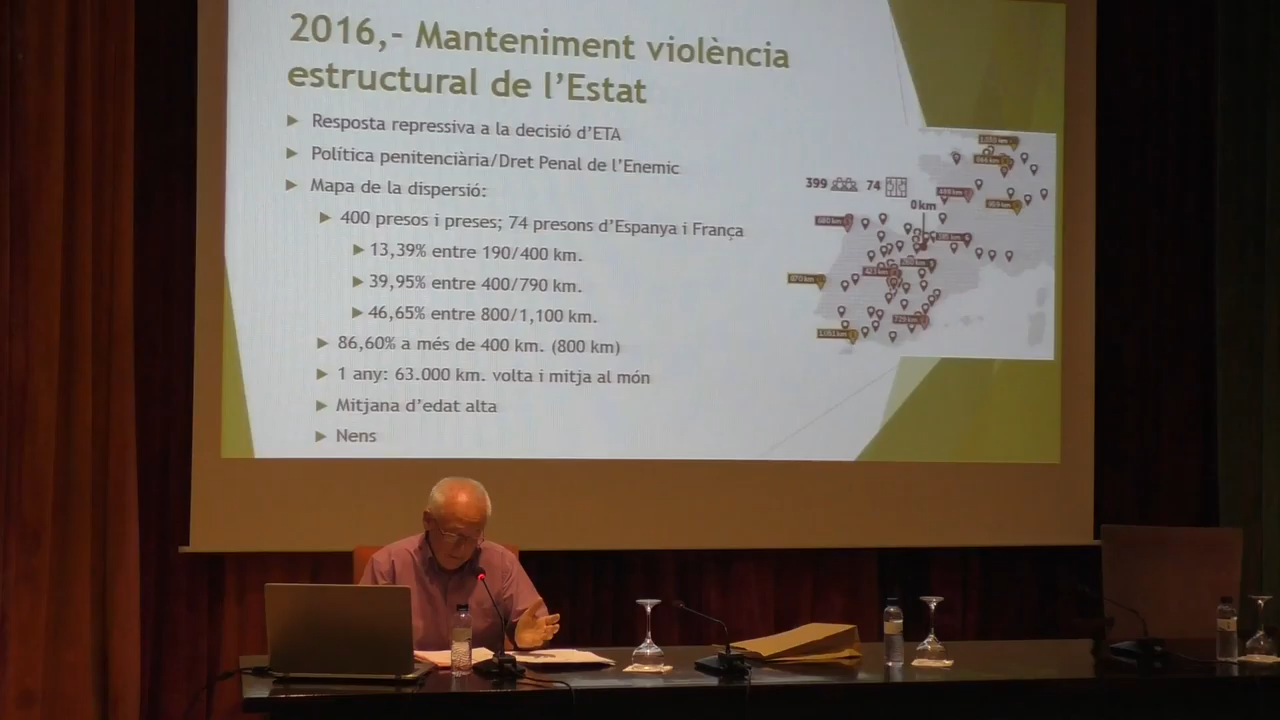 2016,- Manteniment violència
estructural de l'Estat
Resposta repressiva a la decisió d'ETA
Política penitenciària/Dret Penal de l'Enemic
Mapa de la dispersió:
400 presos i preses; 74 presons d'Espanya i França
13,39% entre 190/400 km.
39,95% entre 400/790 km.
46,65% entre 800/1,100 km.
86,60% a més de 400 km. (800 km)
1 any: 63.000 km. volta i mitja al món
Mitjana d'edat alta
Nens
399 74
0 km